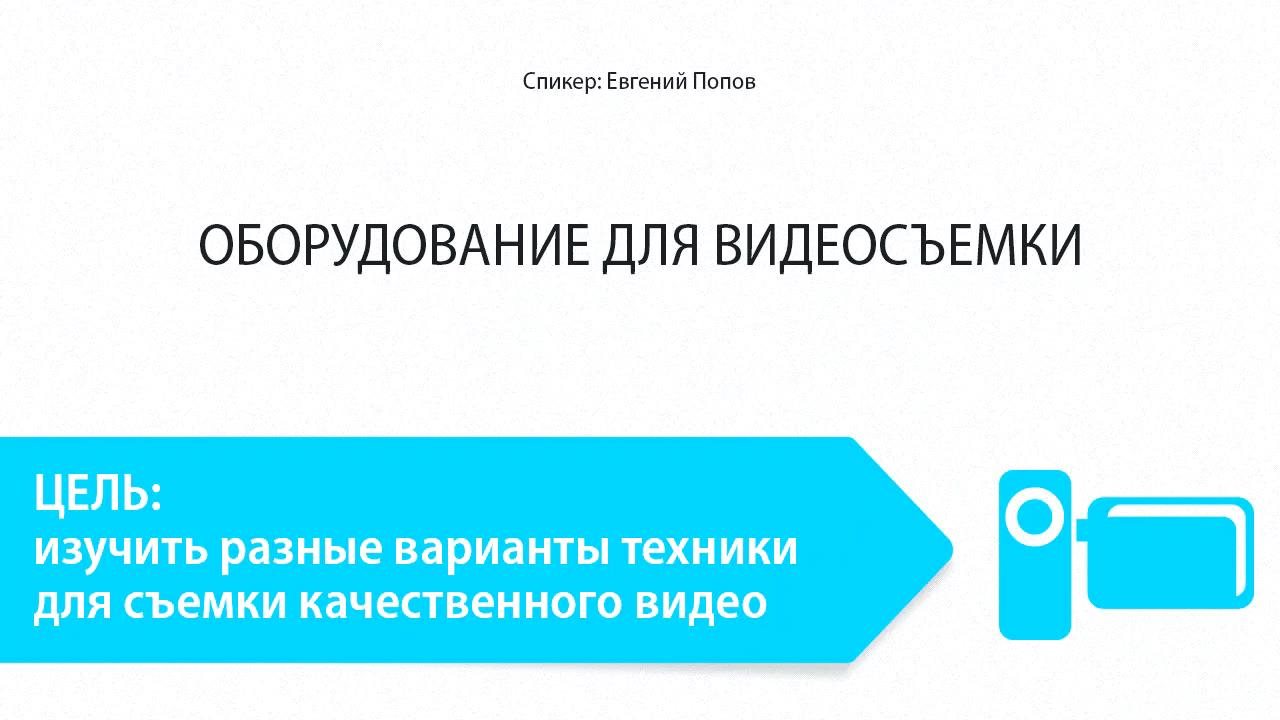 Спикер: Евгений Попов
ОБОРУДОВАНИЕ ДЛЯ ВИДЕОСЪЕМКИ
ЦЕЛЬ:
изучить разные варианты техники
для съемки качественного видео